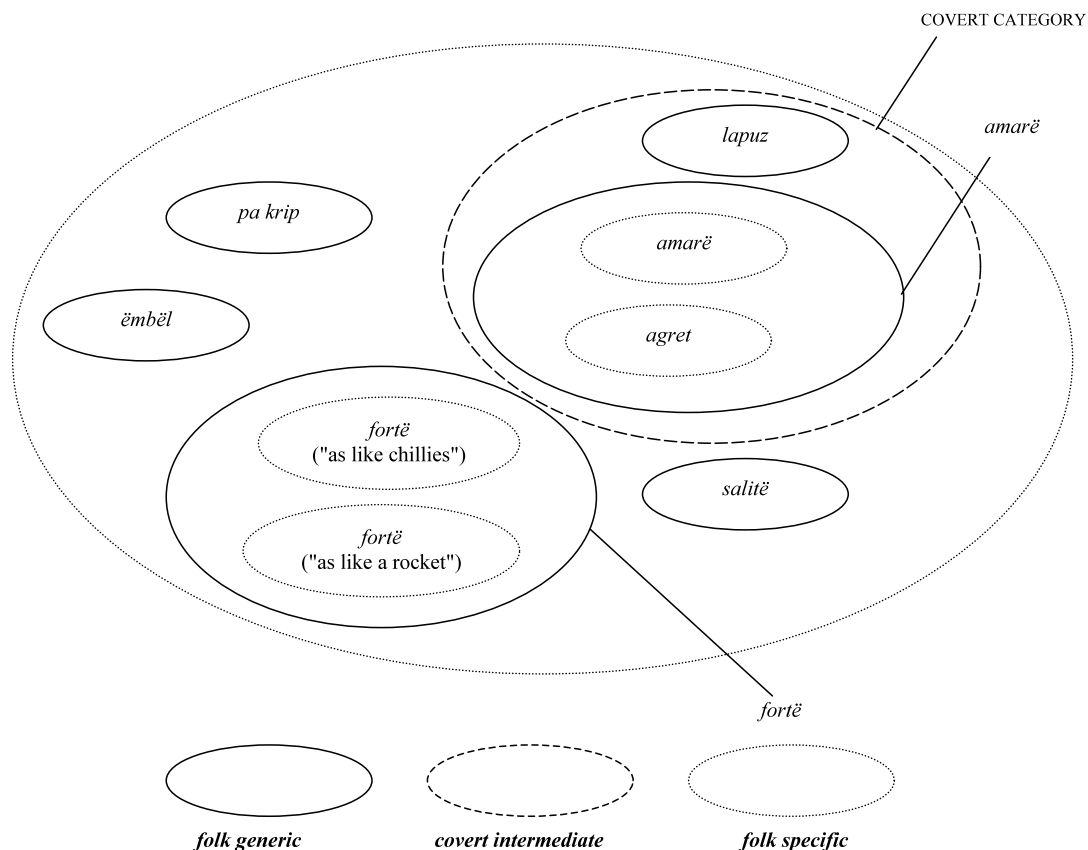 COVERT CATEGORY
amarë
lapuz
pa krip
amarë
ëmbël
agret
fortë
("as like chillies")
salitë
fortë
("as like a rocket")
fortë
folk generic
covert intermediate
folk specific